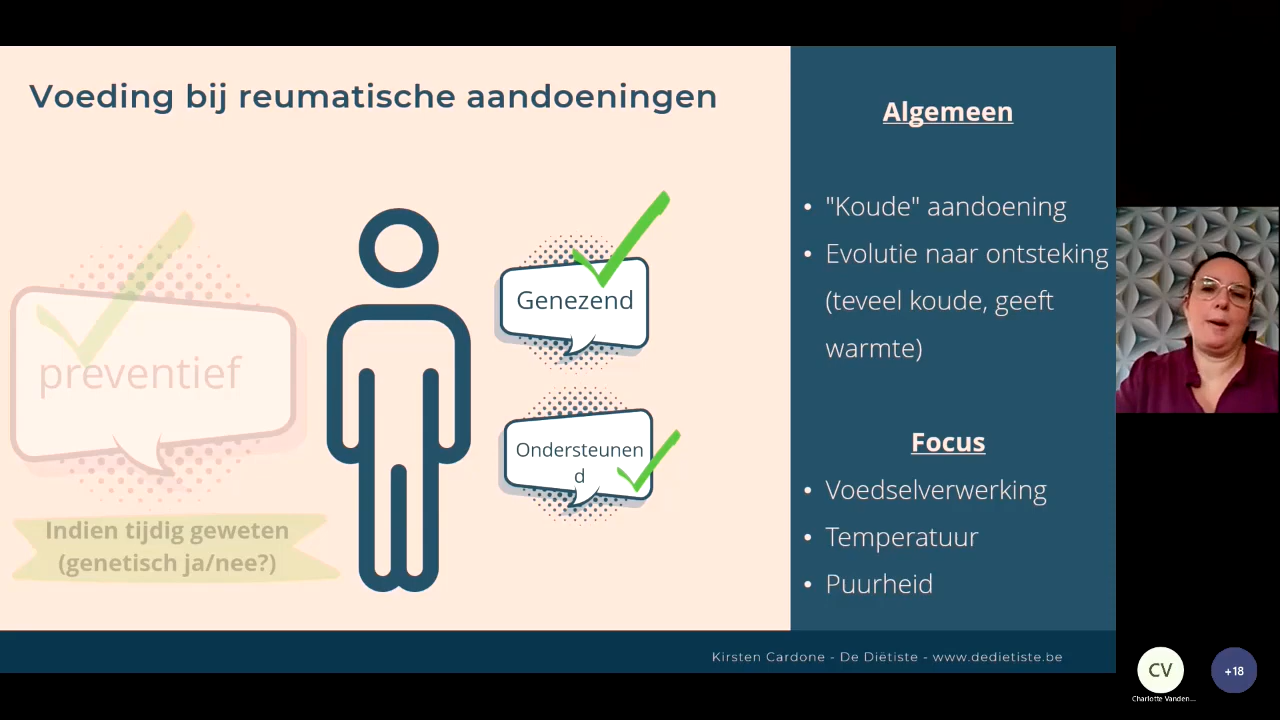 Voeding bij reumatische aandoeningen
preventief
Indien tijdig geweten
(genetisch ja/nee?)
Genezend
Ondersteunen
d
Algemeen
• "Koude" aandoening
• Evolutie naar ontsteking
(teveel koude, geeft
warmte)
Focus
• Voedselverwerking
• Temperatuur
• Puurheid
Kirsten Cardone - De Diëtiste - www.dedietiste.be
CV
Charlotte Vanden...
+18